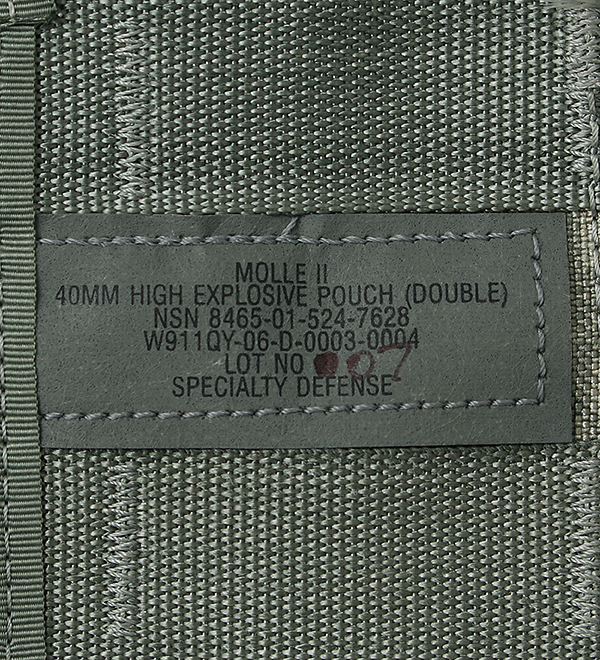 MOLLE II
40MM HIGH EXPLOSIVE POUCH (DOUBLE)
NSN 8465-01-524-7628
W911QY-06-D-0003-0004
LOT NO 007
SPECIALTY DEFENSE